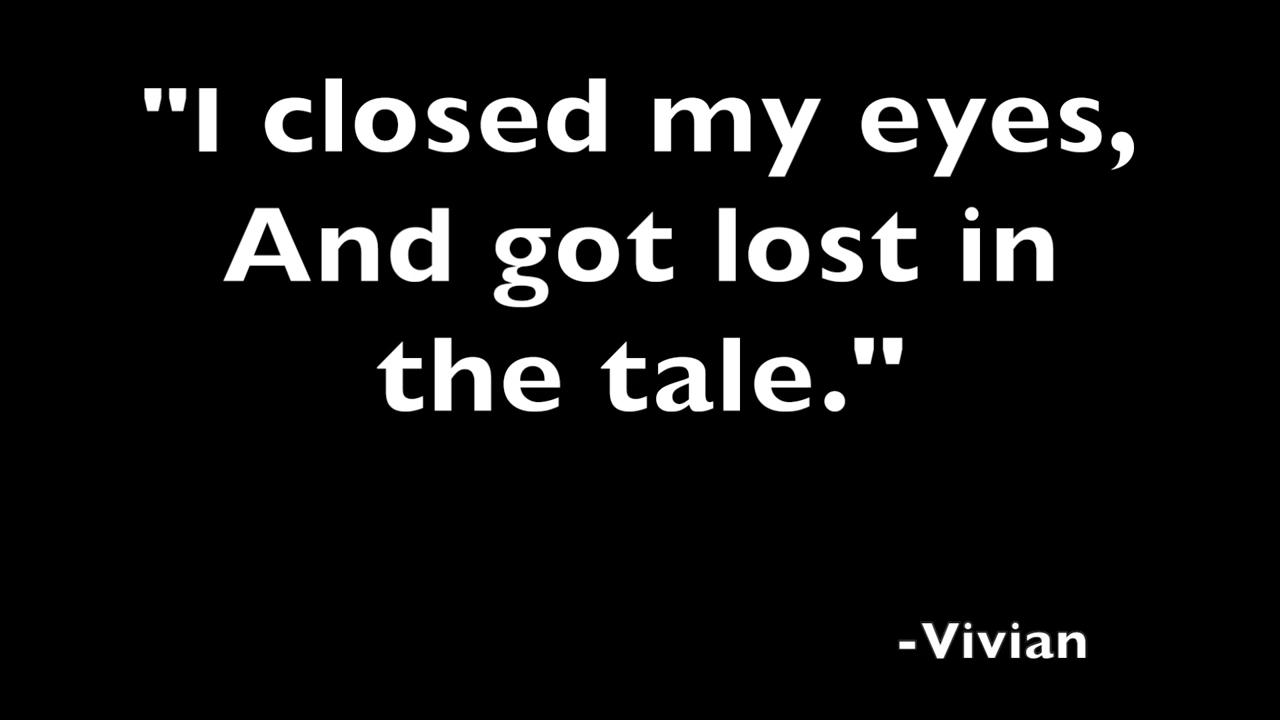 "I closed my eyes,
And got lost in
the tale."
-Vivian